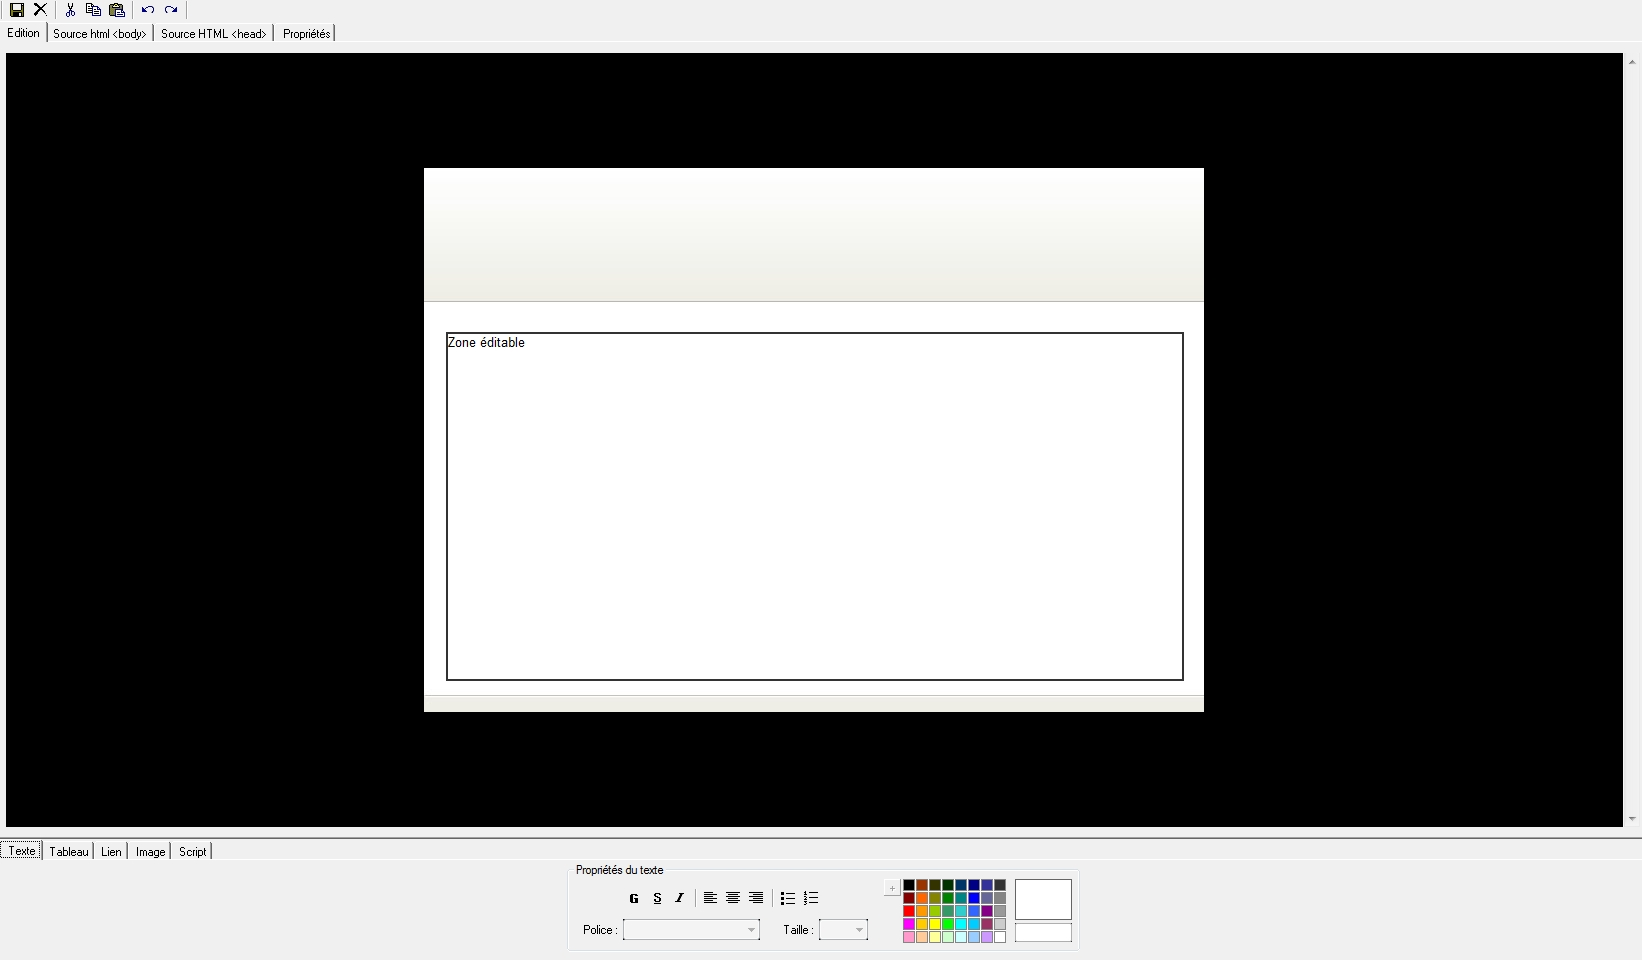 Edition Source html <body> Source HTML <head> Propriétés
Zone éditable
Texte Tableau Lien Image Script
Propriétés du texte
G S I
Police :
Taille :
+